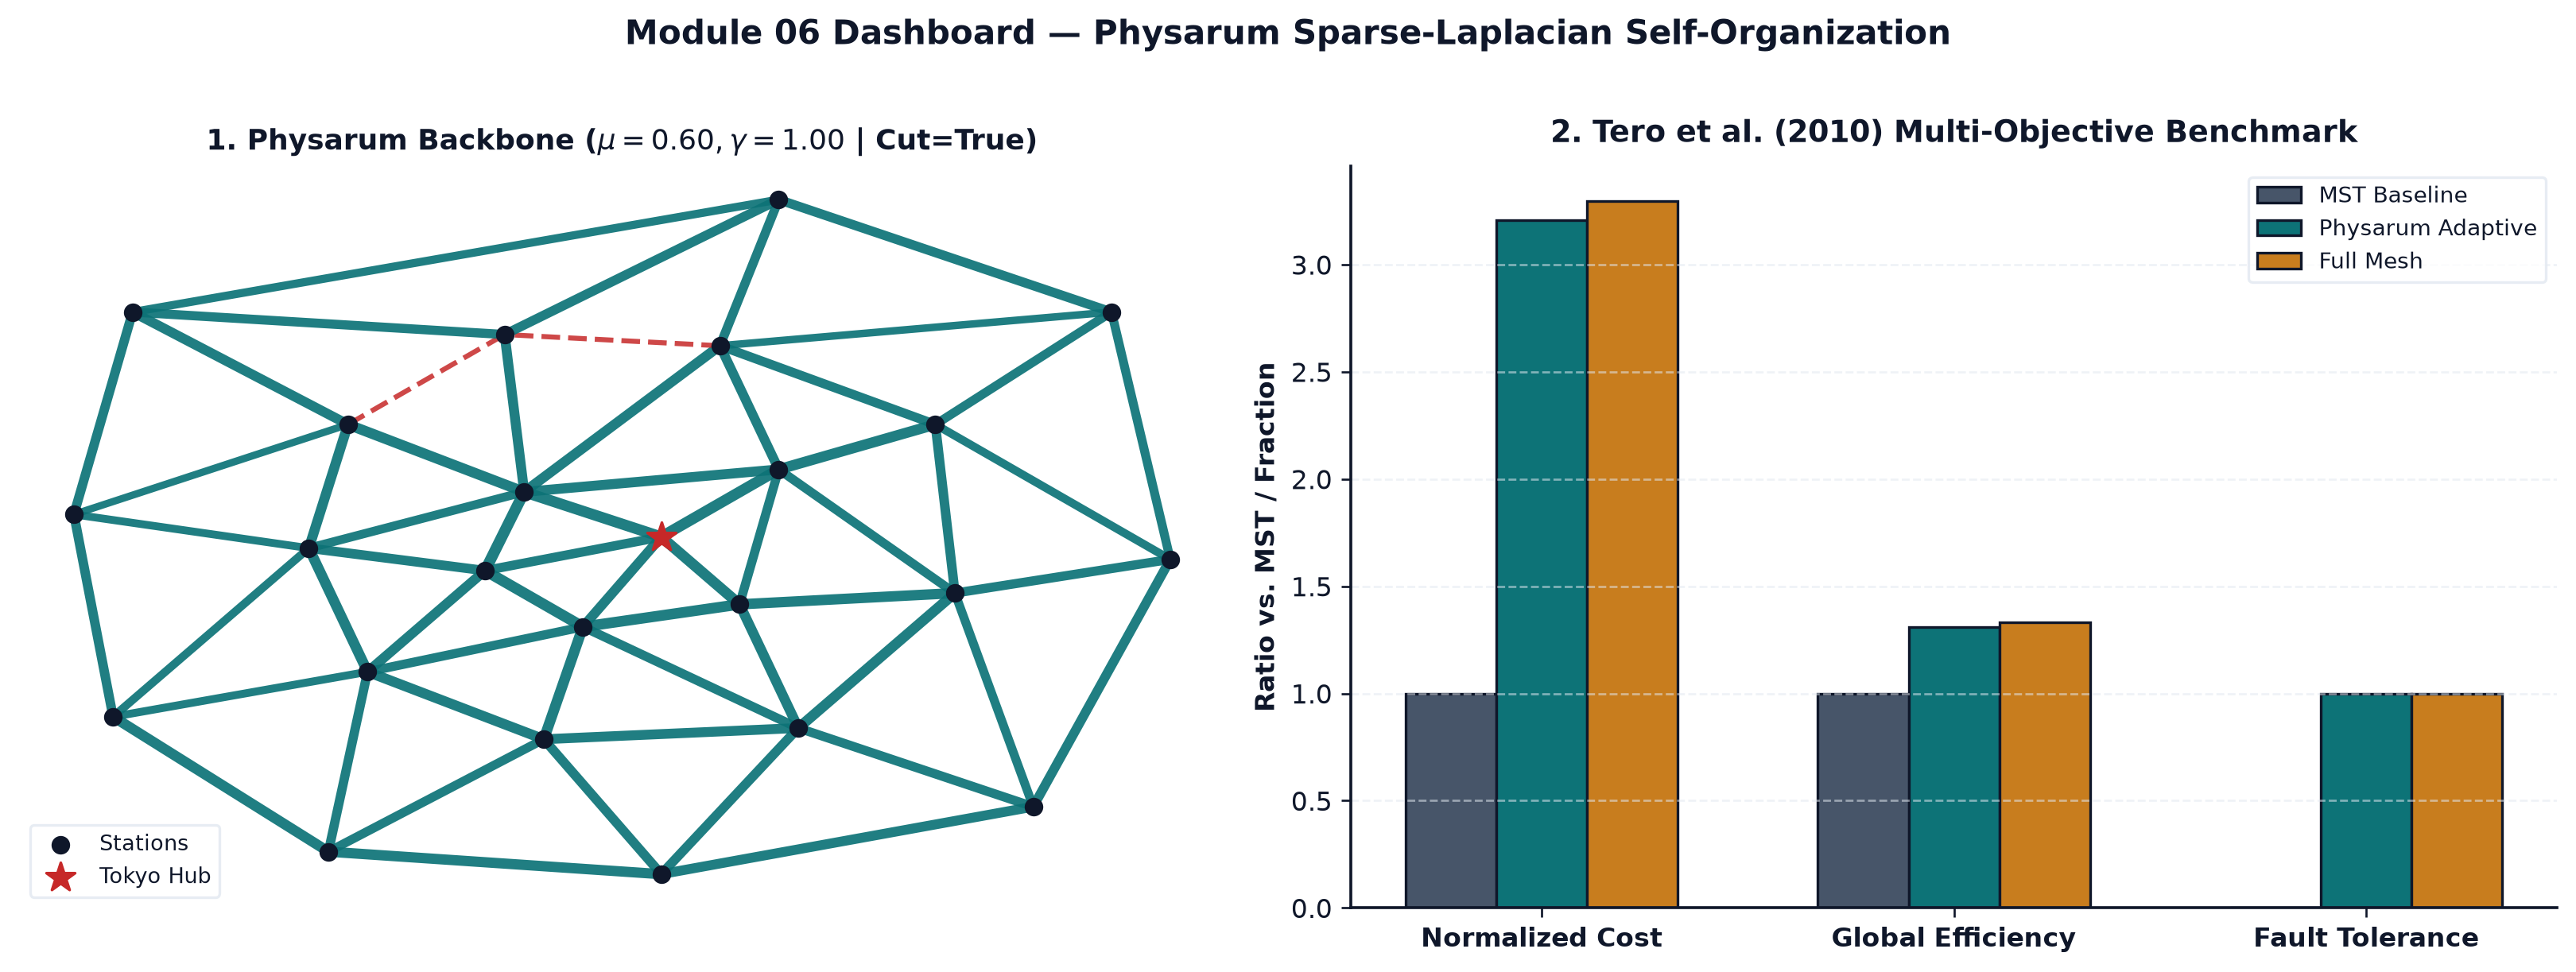 Module 06 Dashboard — Physarum Sparse-Laplacian Self-Organization
1. Physarum Backbone (μ = 0.60, γ = 1.00 | Cut=True)
Stations
Tokyo Hub
2. Tero et al. (2010) Multi-Objective Benchmark
MST Baseline
Physarum Adaptive
Full Mesh
Ratio vs. MST / Fraction
3.0
2.5
2.0
1.5
1.0
0.5
0.0
Normalized Cost
Global Efficiency
Fault Tolerance